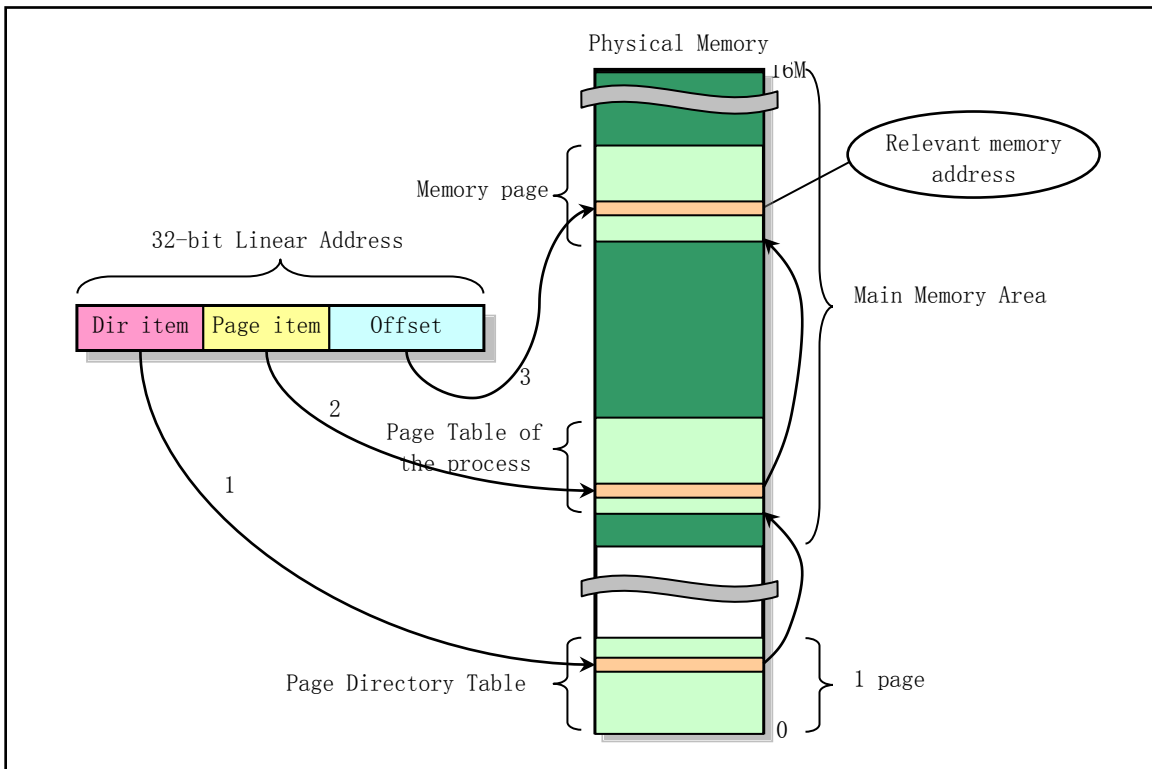 Physical Memory
16M
Relevant memory
address
Memory page
32-bit Linear Address
Main Memory Area
Dir item
Page item
Offset
3
2
Page Table of
the process
1
Page Directory Table
1 page
0